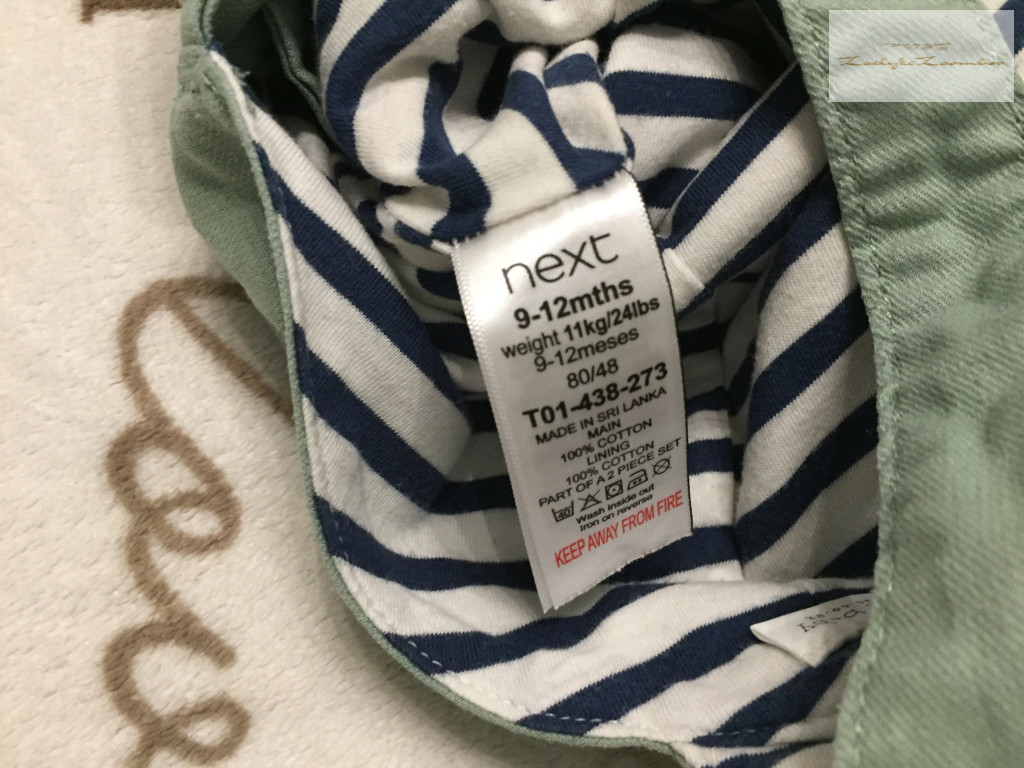 next
9-12mths
weight 11kg/24lbs
9-12meses
80/48
T01-438-273
MADE IN SRI LANKA
MAIN
100% COTTON
LINING
100% COTTON
PART OF A 2 PIECE SET
40
Wash inside out
Iron on reverse
KEEP AWAY FROM FIRE